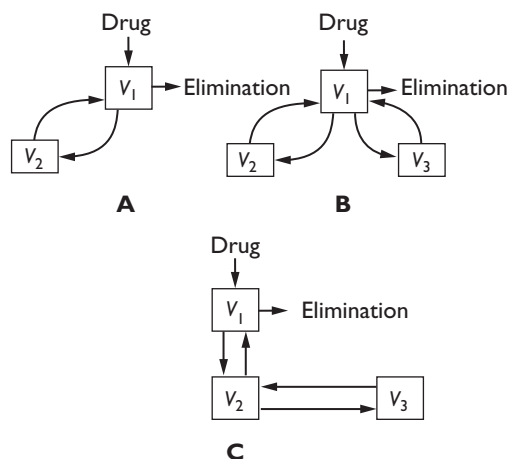 Drug Drug
V1 Elimination V1 Elimination
V2 V2 V3
A B
Drug
V1 Elimination
V2 V3
C